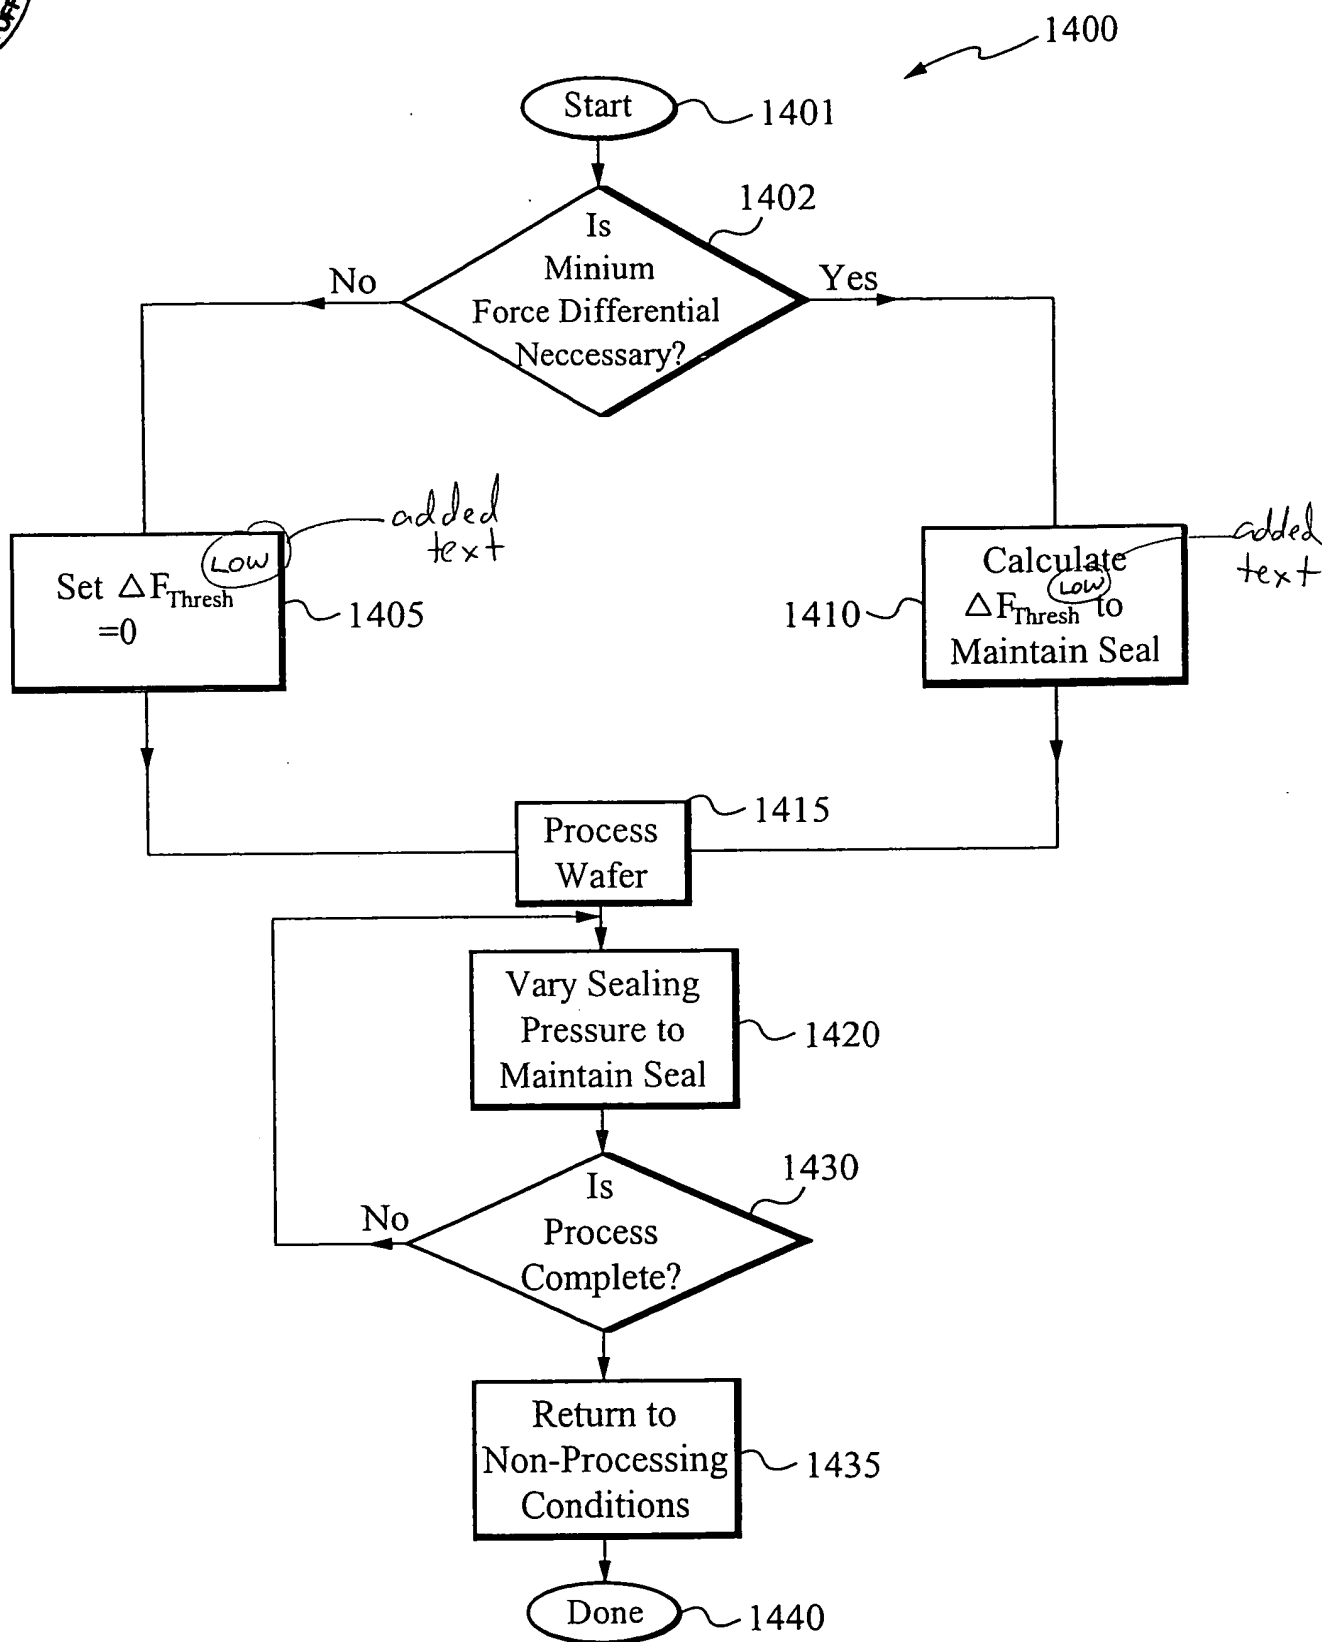 1400
Start
1401
1402
Is
Minium
Force Differential
Neccessary?
No
Yes
added
text
LOW
Set △F_Thresh
=0
1405
added
text
Calculate
LOW
△F_Thresh to
Maintain Seal
1410
1415
Process
Wafer
Vary Sealing
Pressure to
Maintain Seal
1420
1430
Is
Process
Complete?
No
Return to
Non-Processing
Conditions
1435
Done
1440